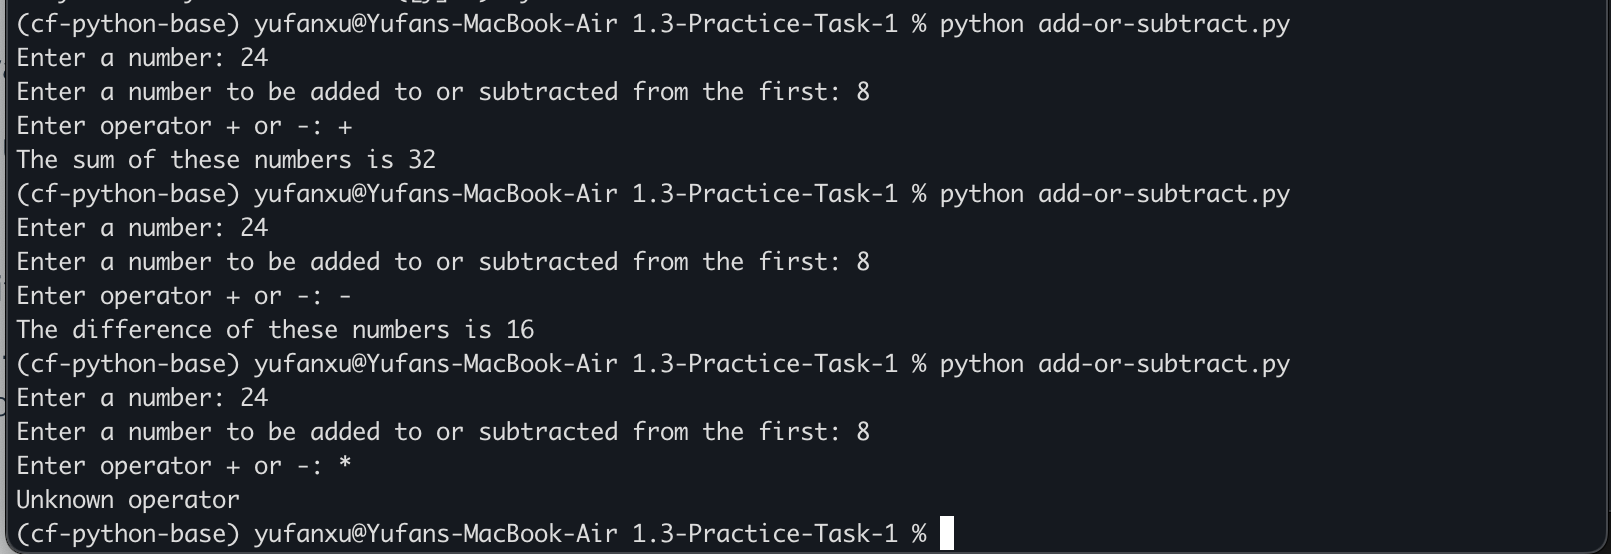 (cf-python-base) yufanxu@Yufans-MacBook-Air 1.3-Practice-Task-1 % python add-or-subtract.py
Enter a number: 24
Enter a number to be added to or subtracted from the first: 8
Enter operator + or -: +
The sum of these numbers is 32
(cf-python-base) yufanxu@Yufans-MacBook-Air 1.3-Practice-Task-1 % python add-or-subtract.py
Enter a number: 24
Enter a number to be added to or subtracted from the first: 8
Enter operator + or -: -
The difference of these numbers is 16
(cf-python-base) yufanxu@Yufans-MacBook-Air 1.3-Practice-Task-1 % python add-or-subtract.py
Enter a number: 24
Enter a number to be added to or subtracted from the first: 8
Enter operator + or -: *
Unknown operator
(cf-python-base) yufanxu@Yufans-MacBook-Air 1.3-Practice-Task-1 %